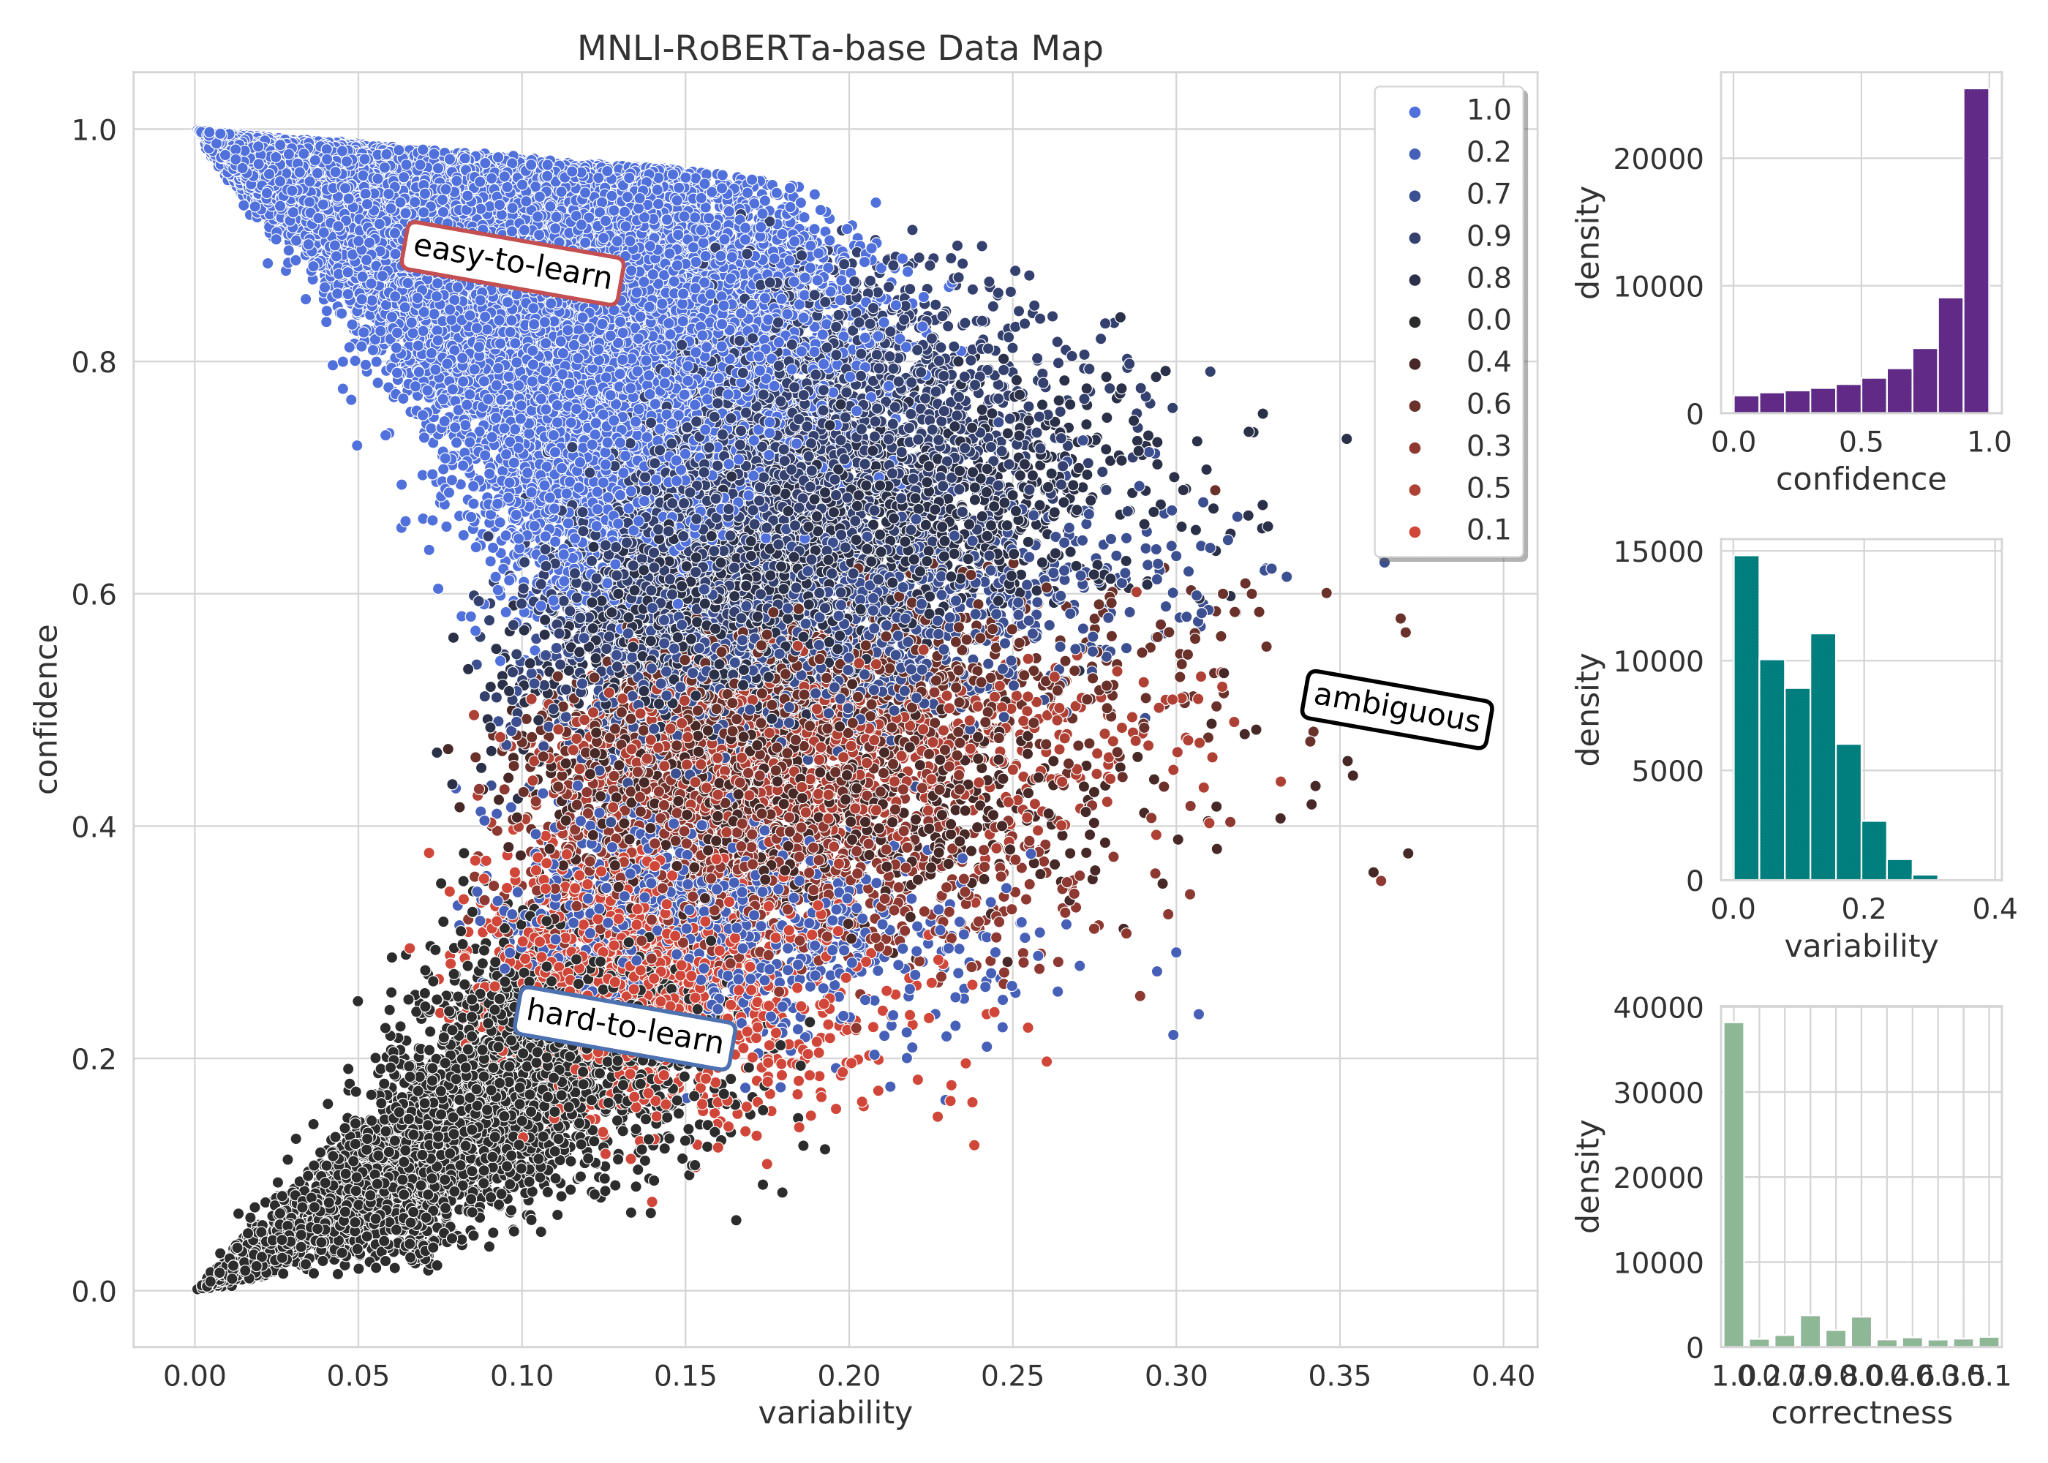 MNLI-RoBERTa-base Data Map
1.0
0.8
0.6
0.4
0.2
0.0
confidence
0.00 0.05 0.10 0.15 0.20 0.25 0.30 0.35 0.40
variability
easy-to-learn
ambiguous
hard-to-learn
1.0
0.2
0.7
0.9
0.8
0.0
0.4
0.6
0.3
0.5
0.1
20000
10000
0
density
0.0 0.5 1.0
confidence
15000
10000
5000
0
density
0.0 0.2 0.4
variability
40000
30000
20000
10000
0
density
correctness